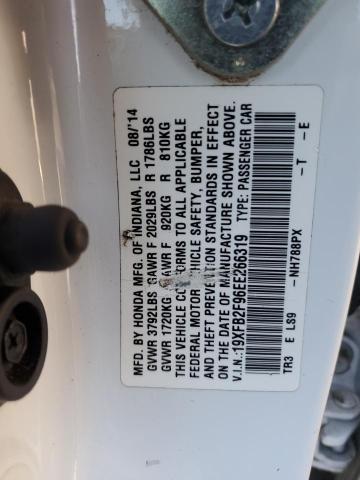 MFD. BY HONDA MFG. OF INDIANA, LLC 08/'14
GVWR 3792LBS GAWR F 2029LBS R 1786LBS
GVWR 1720KG GAWR F 920KG R 810KG
THIS VEHICLE CONFORMS TO ALL APPLICABLE
FEDERAL MOTOR VEHICLE SAFETY, BUMPER,
AND THEFT PREVENTION STANDARDS IN EFFECT
ON THE DATE OF MANUFACTURE SHOWN ABOVE.
V.I.N.:19XFB2F96EE266319 TYPE: PASSENGER CAR
TR3 E LS9 - NH788PX - T - E